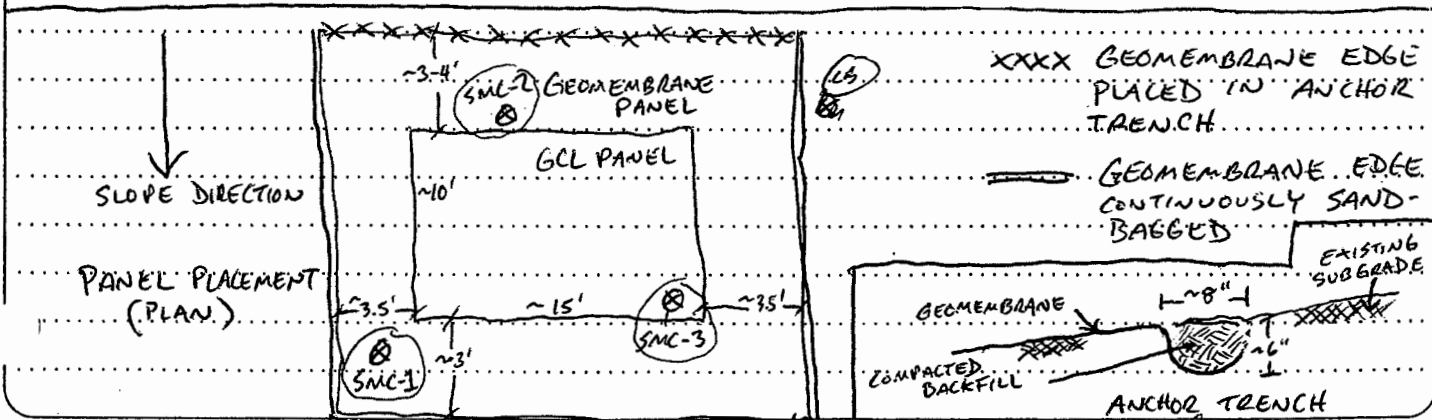 ~3-4'
SMC-2
GEOMEMBRANE
PANEL
GCL PANEL
~10'
SLOPE DIRECTION
PANEL PLACEMENT
(PLAN)
~3.5'
~15'
~3.5'
SMC-1
~3'
SMC-3
XXXX GEOMEMBRANE EDGE
PLACED IN ANCHOR
TRENCH
GEOMEMBRANE EDGE
CONTINUOUSLY SAND-
BAGGED
EXISTING
SUBGRADE
~8"
GEOMEMBRANE
~6"
COMPACTED
BACKFILL
ANCHOR TRENCH